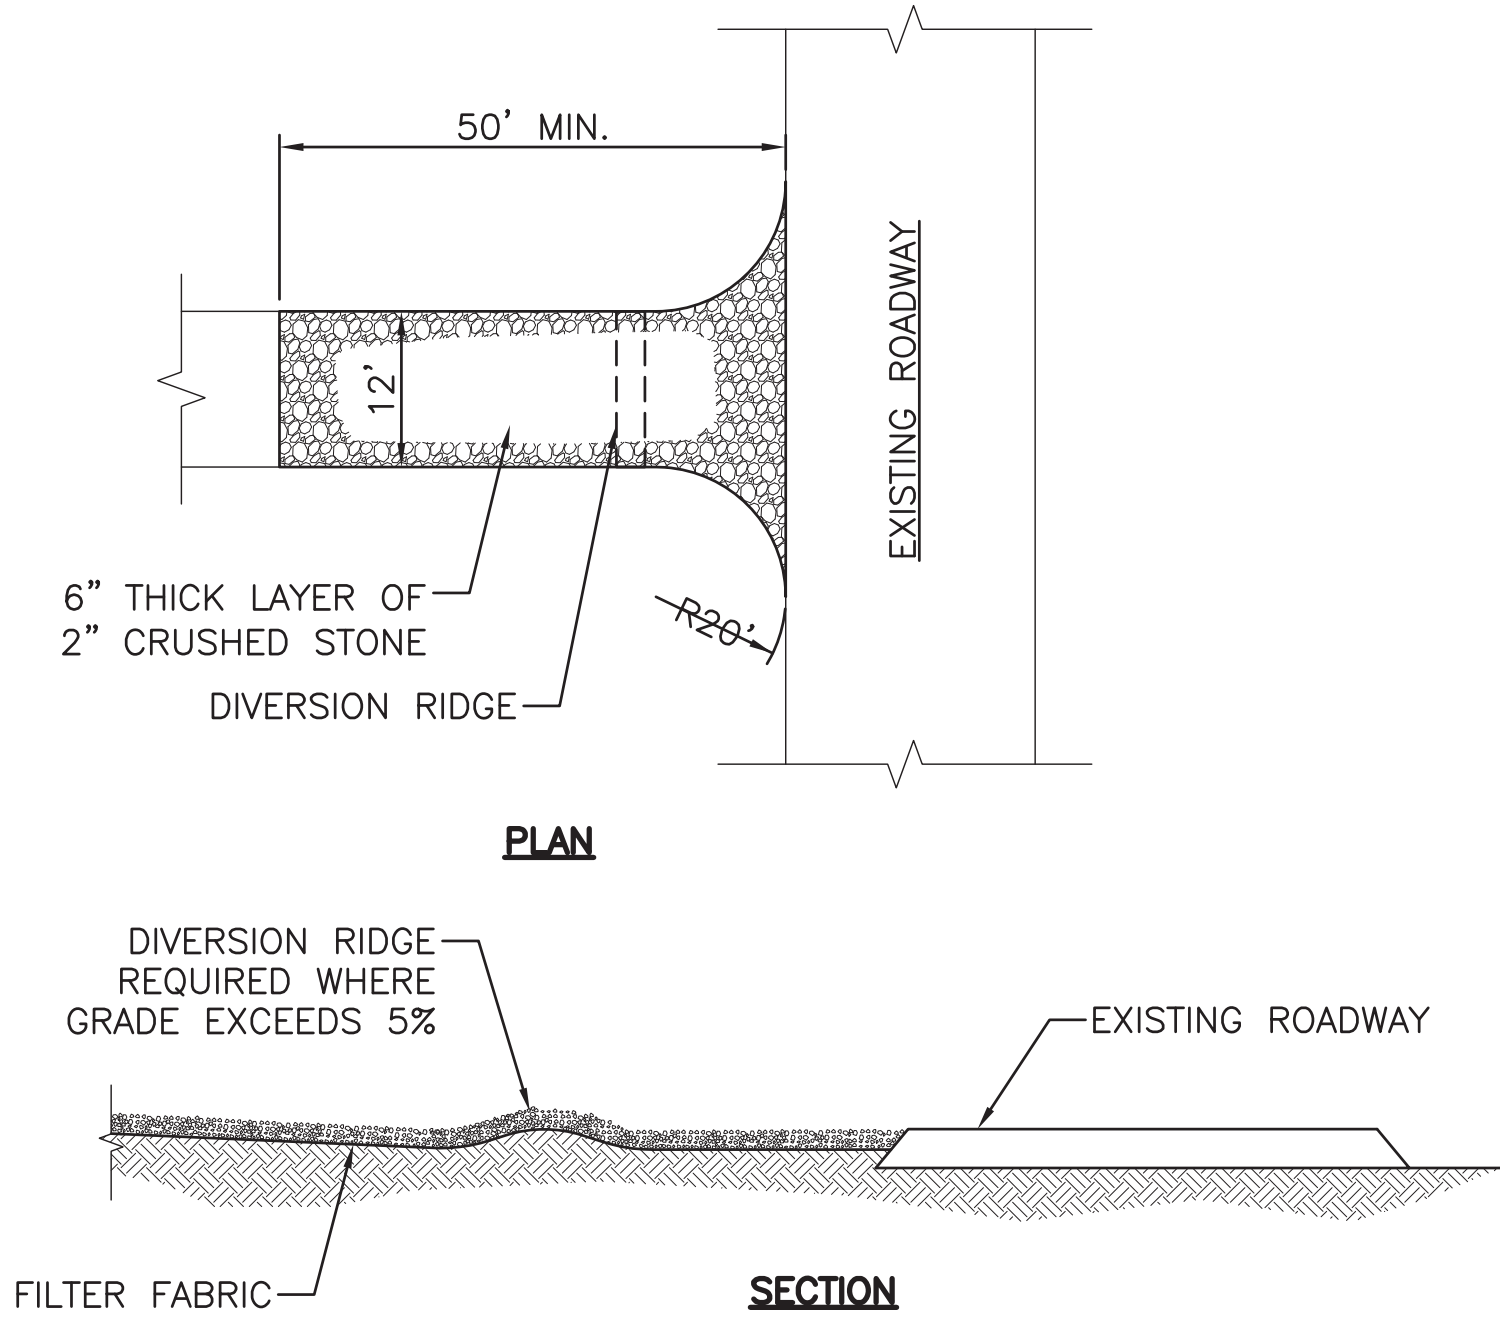 50' MIN.
12'
EXISTING ROADWAY
6" THICK LAYER OF
2" CRUSHED STONE
R20'
DIVERSION RIDGE
PLAN
DIVERSION RIDGE
REQUIRED WHERE
GRADE EXCEEDS 5%
EXISTING ROADWAY
FILTER FABRIC
SECTION